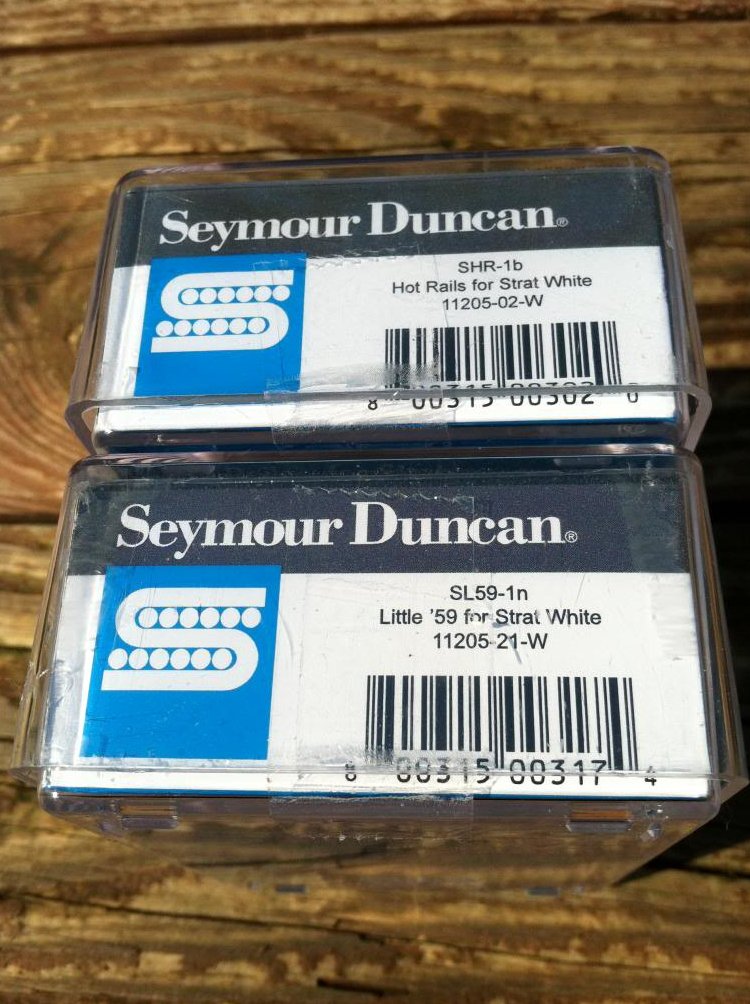 Seymour Duncan®
SHR-1b
Hot Rails for Strat White
11205-02-W
8 00315 00302 0
Seymour Duncan®
SL59-1n
Little '59 for Strat White
11205-21-W
8 00315 00317 4